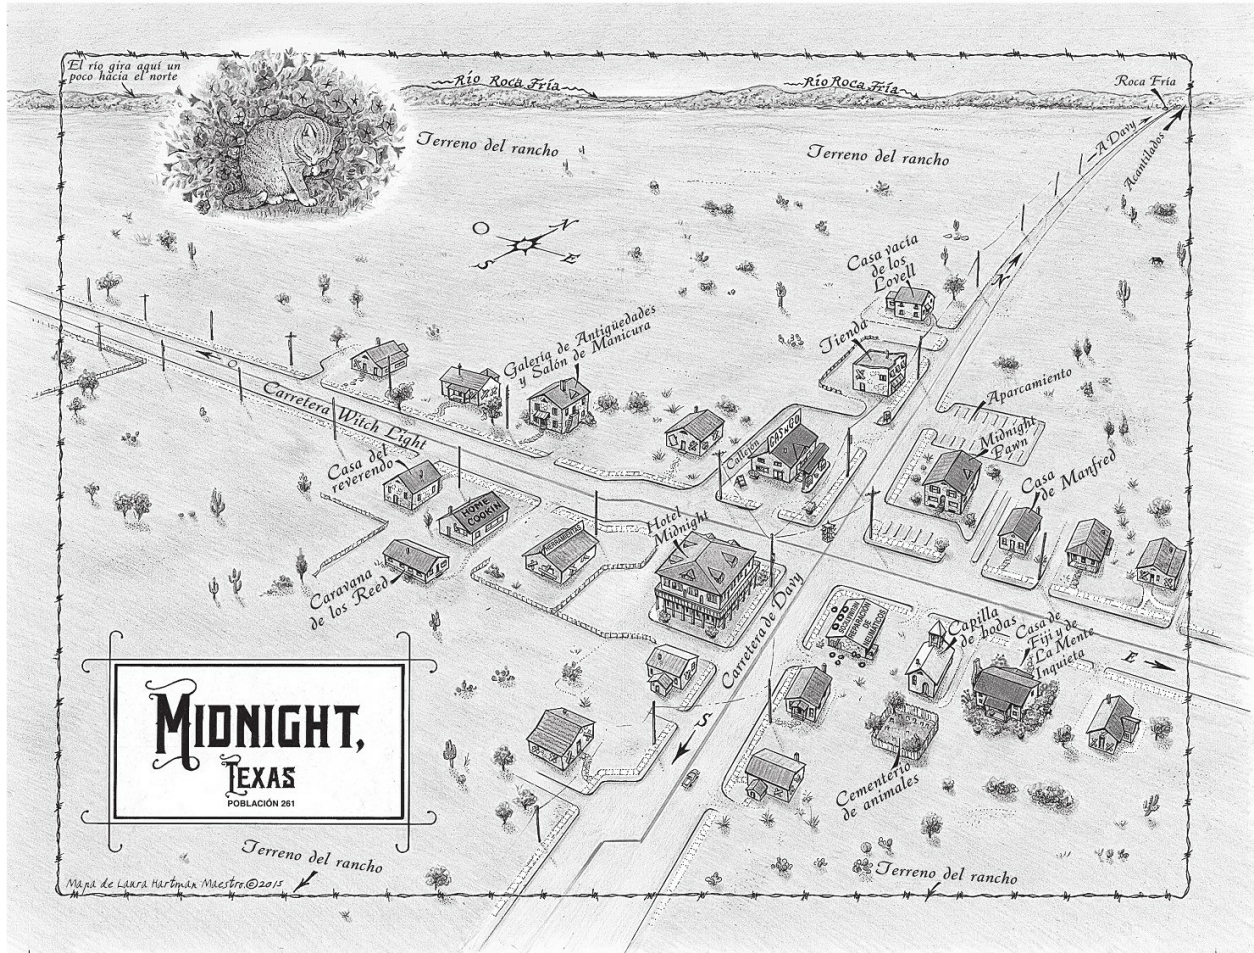 El río gira aquí un
poco hacia el norte
Río Roca Fría
Río Roca Fría
Roca Fría
A Davy
Acantilados
Terreno del rancho
Terreno del rancho
O
N
S
E
Casa vacía
de los
Lovell
N
Tienda
Galería de Antigüedades
y Salón de Manicura
Aparcamiento
O
Carretera Witch Light
Callejón
GAS N GO
Midnight
Pawn
Casa
de Manfred
Casa del
reverendo
HOME
COOKIN
Hotel
Midnight
Caravana
de los Reed
Carretera de Davy
REPARACIÓN
DE
NEUMÁTICOS
Capilla
de bodas
Casa de
Fiji y de
La Mente
Inquieta
E
S
Cementerio
de animales
MIDNIGHT,
TEXAS
POBLACIÓN 261
Terreno del rancho
Terreno del rancho
Mapa de Laura Hartman Maestro.©2015